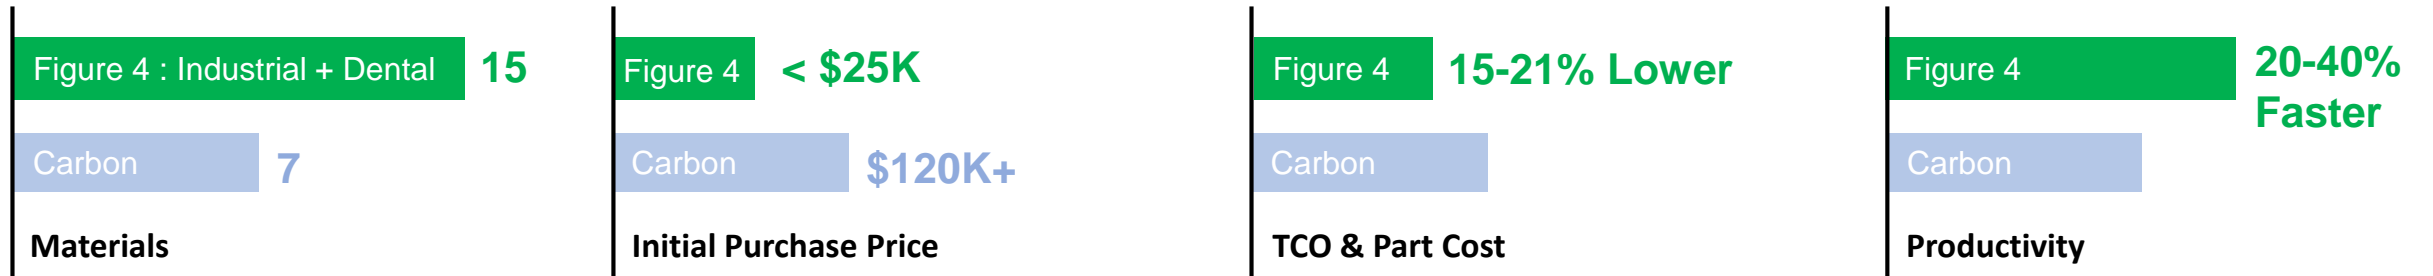 Figure 4 : Industrial + Dental 15
Carbon 7
Materials
Figure 4 < $25K
Carbon $120K+
Initial Purchase Price
Figure 4 15-21% Lower
Carbon
TCO & Part Cost
Figure 4 20-40%
Faster
Carbon
Productivity